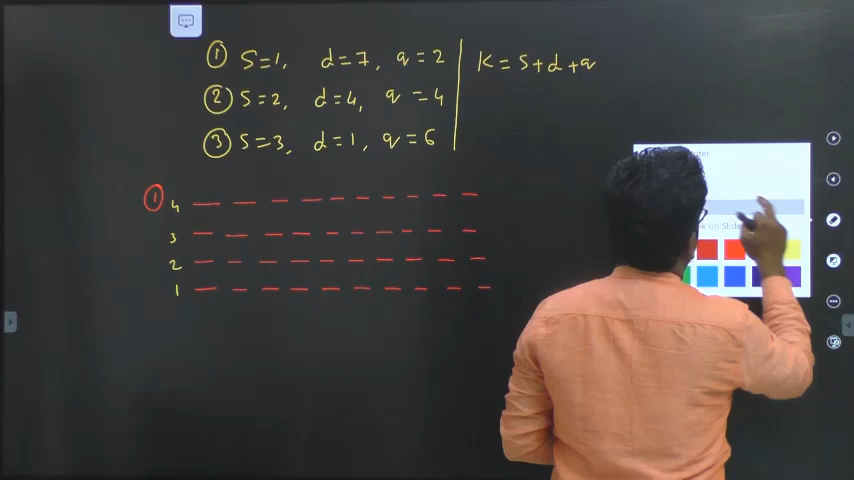 ① S=1, d=7, q=2 K=S+d+q
② S=2, d=4, q=4
③ S=3, d=1, q=6
① 4
3
2
1